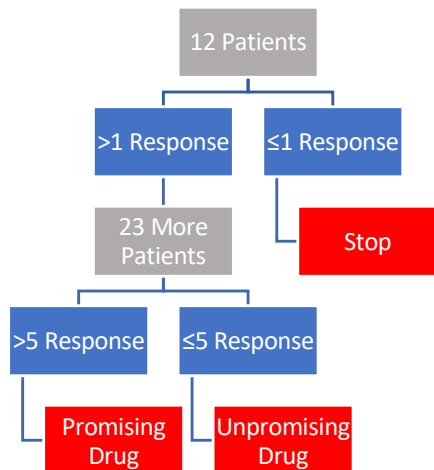 12 Patients
>1 Response
≤1 Response
23 More
Patients
Stop
>5 Response
≤5 Response
Promising
Drug
Unpromising
Drug